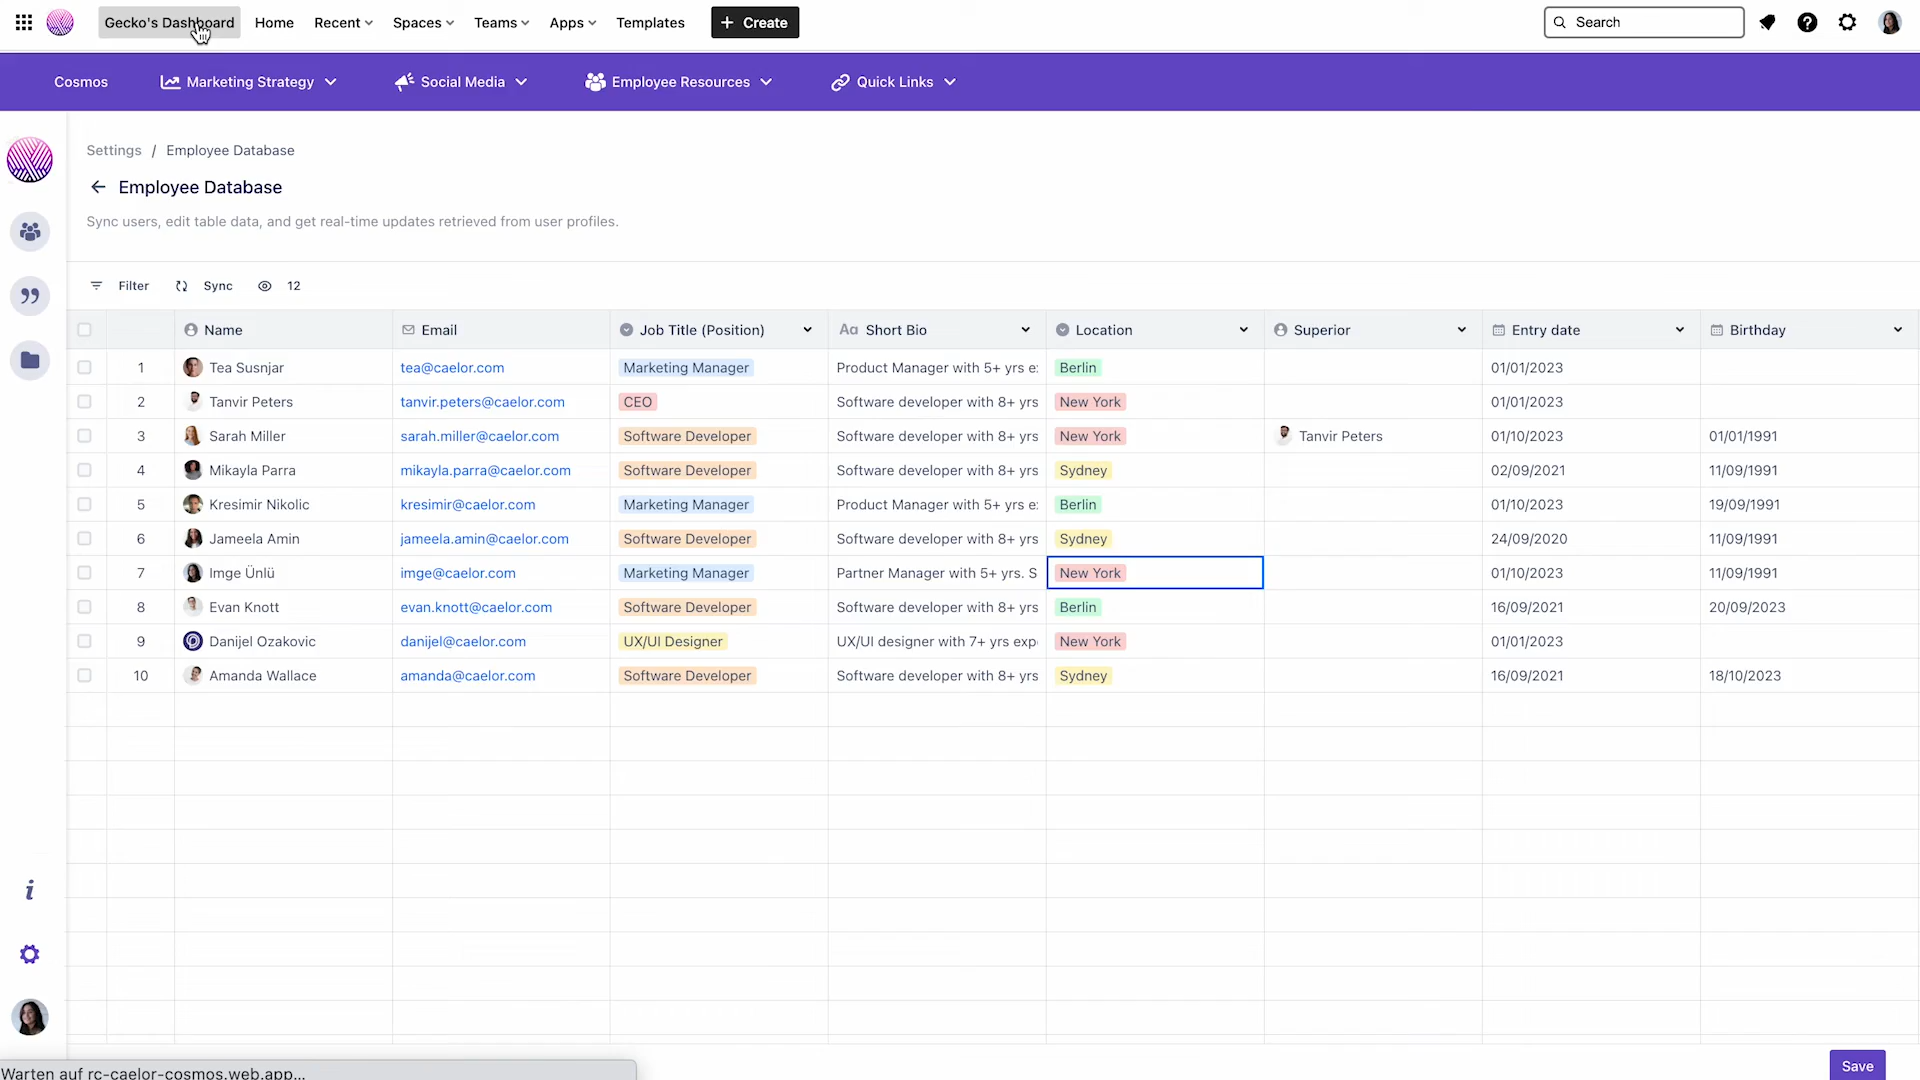 Gecko's Dashboard Home Recent Spaces Teams Apps Templates + Create Search
Cosmos Marketing Strategy Social Media Employee Resources Quick Links
Settings / Employee Database
Employee Database
Sync users, edit table data, and get real-time updates retrieved from user profiles.
Filter Sync 12
Name Email Job Title (Position) Aa Short Bio Location Superior Entry date Birthday
1 Tea Susnjar tea@caelor.com Marketing Manager Product Manager with 5+ yrs e: Berlin 01/01/2023
2 Tanvir Peters tanvir.peters@caelor.com CEO Software developer with 8+ yrs New York 01/01/2023
3 Sarah Miller sarah.miller@caelor.com Software Developer Software developer with 8+ yrs New York Tanvir Peters 01/10/2023 01/01/1991
4 Mikayla Parra mikayla.parra@caelor.com Software Developer Software developer with 8+ yrs Sydney 02/09/2021 11/09/1991
5 Kresimir Nikolic kresimir@caelor.com Marketing Manager Product Manager with 5+ yrs e: Berlin 01/10/2023 19/09/1991
6 Jameela Amin jameela.amin@caelor.com Software Developer Software developer with 8+ yrs Sydney 24/09/2020 11/09/1991
7 Imge Ünlü imge@caelor.com Marketing Manager Partner Manager with 5+ yrs. S New York 01/10/2023 11/09/1991
8 Evan Knott evan.knott@caelor.com Software Developer Software developer with 8+ yrs Berlin 16/09/2021 20/09/2023
9 Danijel Ozakovic danijel@caelor.com UX/UI Designer UX/UI designer with 7+ yrs exp New York 01/01/2023
10 Amanda Wallace amanda@caelor.com Software Developer Software developer with 8+ yrs Sydney 16/09/2021 18/10/2023
Save
Warten auf rc-caelor-cosmos.web.app...